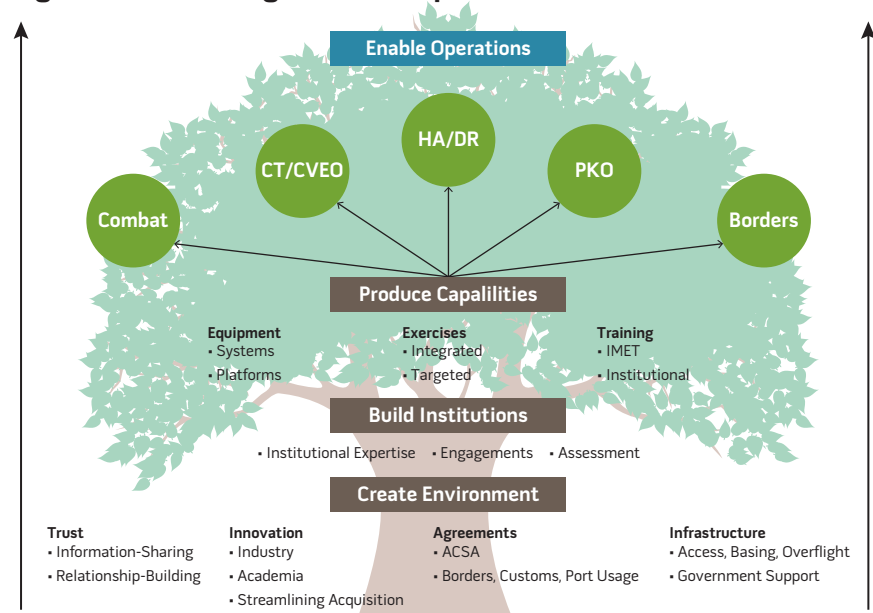 Enable Operations
HA/DR
CT/CVEO
PKO
Combat
Borders
Produce Capalilities
Equipment
▪ Systems
▪ Platforms
Exercises
▪ Integrated
▪ Targeted
Training
▪ IMET
▪ Institutional
Build Institutions
▪ Institutional Expertise ▪ Engagements ▪ Assessment
Create Environment
Trust
▪ Information-Sharing
▪ Relationship-Building
Innovation
▪ Industry
▪ Academia
▪ Streamlining Acquisition
Agreements
▪ ACSA
▪ Borders, Customs, Port Usage
Infrastructure
▪ Access, Basing, Overflight
▪ Government Support